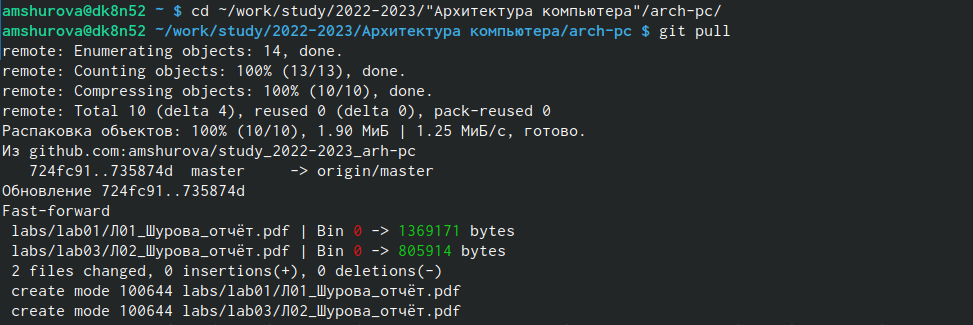 amshurova@dk8n52 ~ $ cd ~/work/study/2022-2023/"Архитектура компьютера"/arch-pc/
amshurova@dk8n52 ~/work/study/2022-2023/Архитектура компьютера/arch-pc $ git pull
remote: Enumerating objects: 14, done.
remote: Counting objects: 100% (13/13), done.
remote: Compressing objects: 100% (10/10), done.
remote: Total 10 (delta 4), reused 0 (delta 0), pack-reused 0
Распаковка объектов: 100% (10/10), 1.90 МиБ | 1.25 МиБ/с, готово.
Из github.com:amshurova/study_2022-2023_arh-pc
   724fc91..735874d  master     -> origin/master
Обновление 724fc91..735874d
Fast-forward
 labs/lab01/Л01_Шурова_отчёт.pdf | Bin 0 -> 1369171 bytes
 labs/lab03/Л02_Шурова_отчёт.pdf | Bin 0 -> 805914 bytes
 2 files changed, 0 insertions(+), 0 deletions(-)
 create mode 100644 labs/lab01/Л01_Шурова_отчёт.pdf
 create mode 100644 labs/lab03/Л02_Шурова_отчёт.pdf